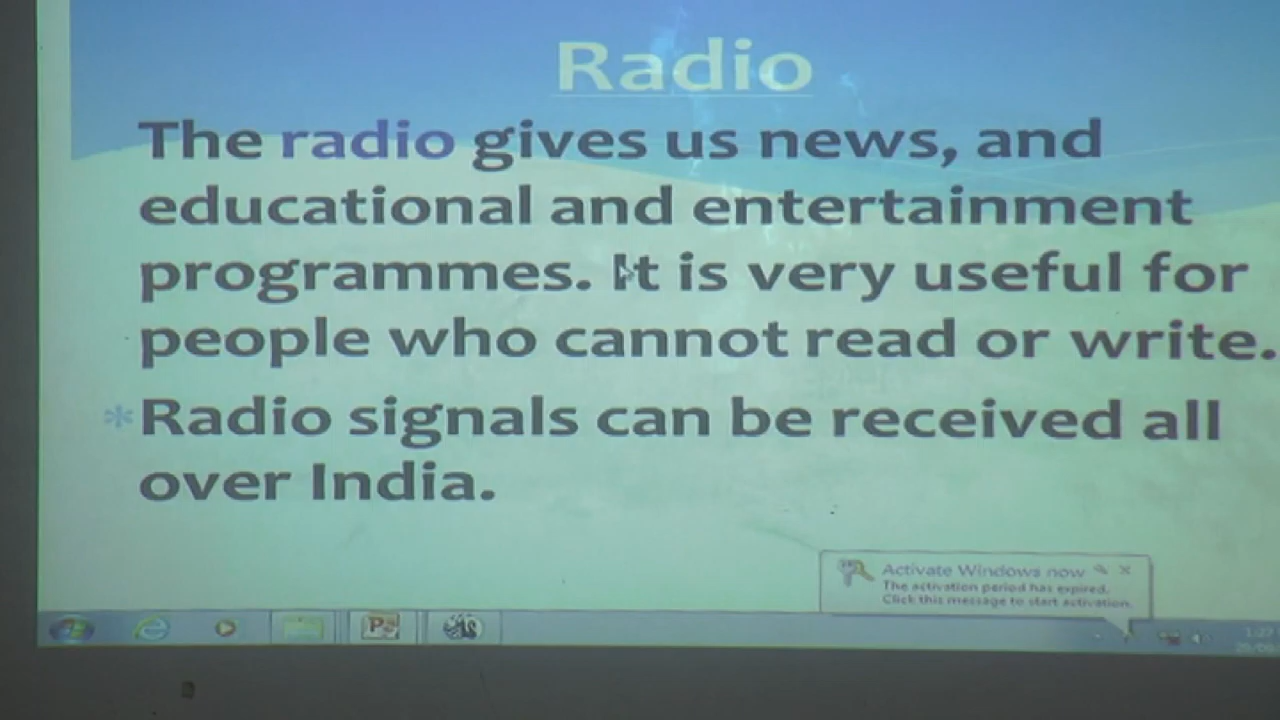 Radio
The radio gives us news, and
educational and entertainment
programmes. It is very useful for
people who cannot read or write.
* Radio signals can be received all
over India.
Activate Windows now
The activation period has expired.
Click this message to start activation.